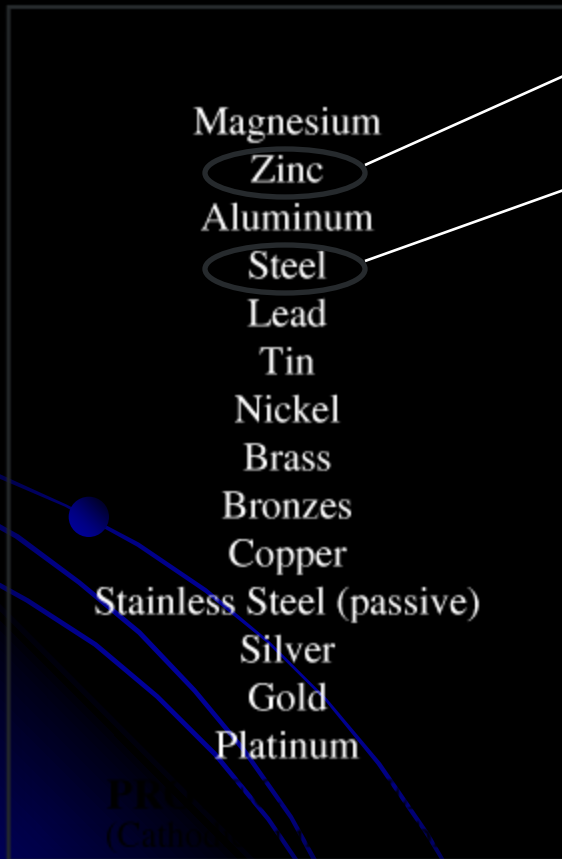 Magnesium
Zinc
Aluminum
Steel
Lead
Tin
Nickel
Brass
Bronzes
Copper
Stainless Steel (passive)
Silver
Gold
Platinum